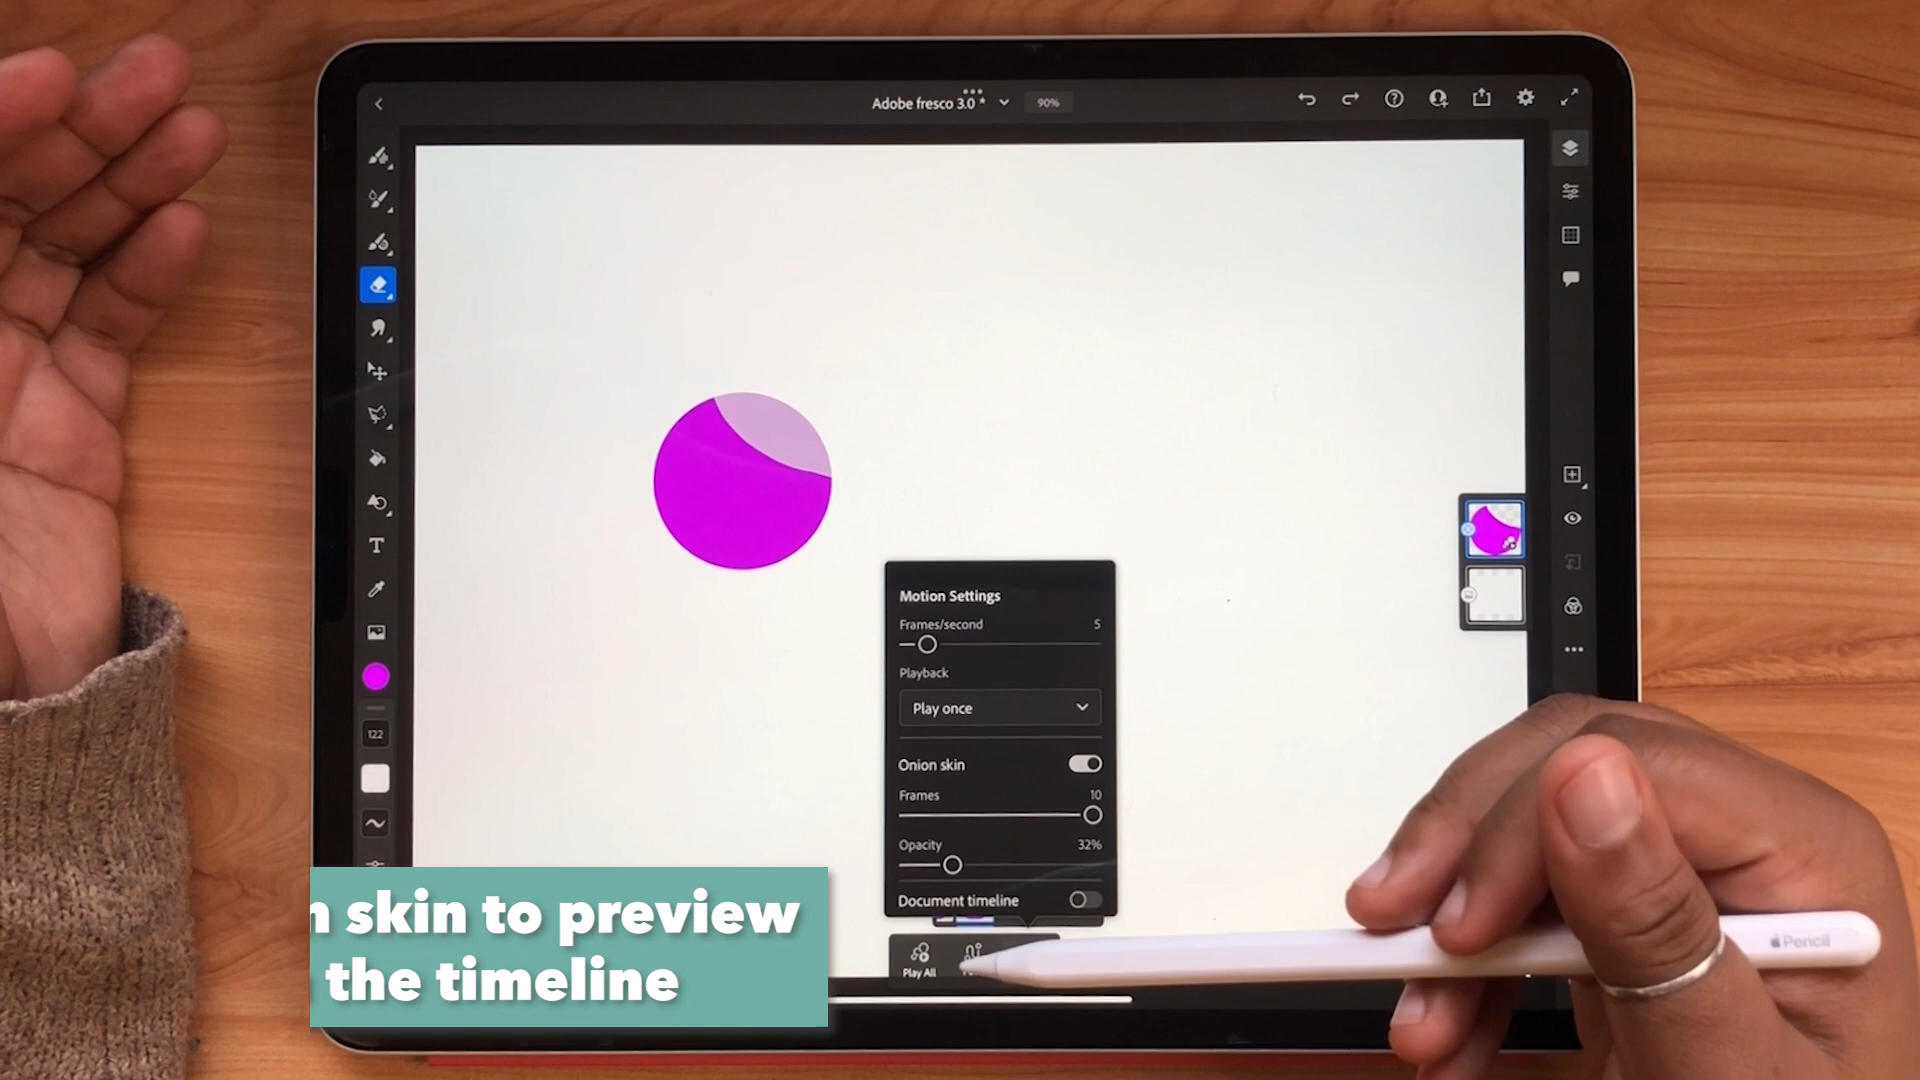 Adobe fresco 3.0 *
90%
T
122
Motion Settings
Frames/second 5
Playback
Play once
Onion skin
Frames 10
Opacity 32%
Document timeline
Play All
skin to preview
the timeline
Pencil